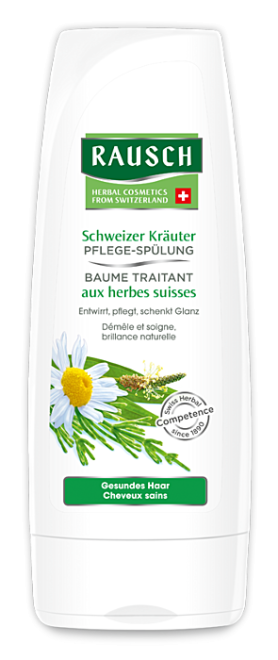 RAUSCH
HERBAL COSMETICS
FROM SWITZERLAND
Schweizer Kräuter
PFLEGE-SPÜLUNG
BAUME TRAITANT
aux herbes suisses
Entwirrt, pflegt, schenkt Glanz
Démêle et soigne,
brillance naturelle
Swiss Herbal
Competence
since 1890
Gesundes Haar
Cheveux sains